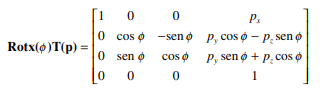 1 0 0 pₓ
Rotx(ϕ)T(p) = 0 cos ϕ −sen ϕ p_y cos ϕ − p_z sen ϕ
0 sen ϕ cos ϕ p_y sen ϕ + p_z cos ϕ
0 0 0 1